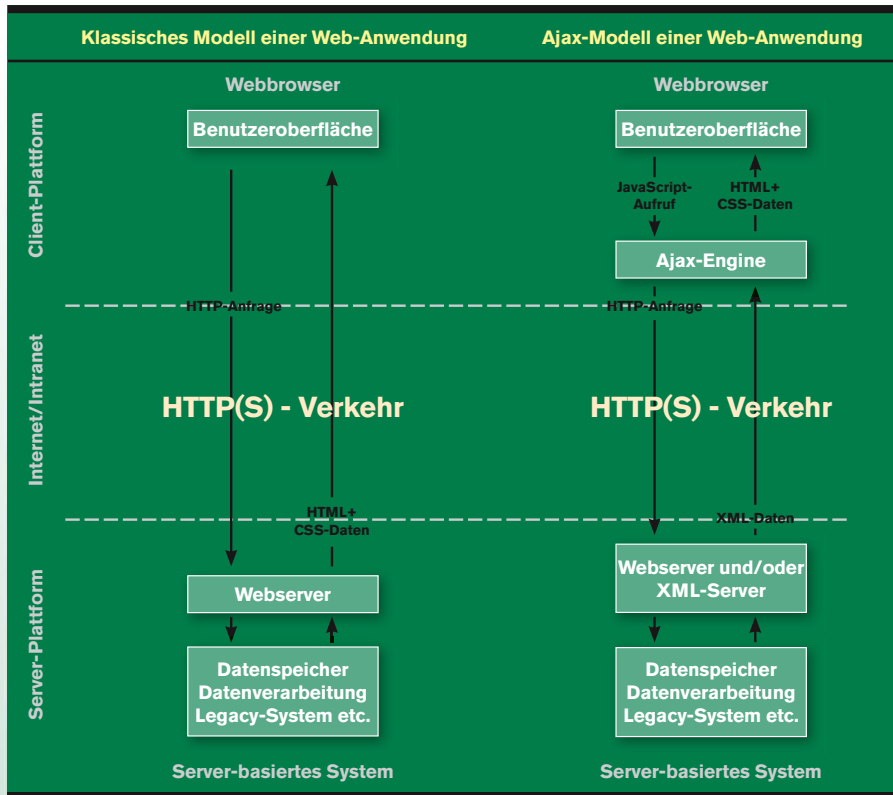 Klassisches Modell einer Web-Anwendung
Ajax-Modell einer Web-Anwendung
Client-Plattform
Internet/Intranet
Server-Plattform
Webbrowser
Benutzeroberfläche
HTTP-Anfrage
HTTP(S) - Verkehr
HTML+
CSS-Daten
Webserver
Datenspeicher
Datenverarbeitung
Legacy-System etc.
Server-basiertes System
Webbrowser
Benutzeroberfläche
JavaScript-
Aufruf
HTML+
CSS-Daten
Ajax-Engine
HTTP-Anfrage
HTTP(S) - Verkehr
XML-Daten
Webserver und/oder
XML-Server
Datenspeicher
Datenverarbeitung
Legacy-System etc.
Server-basiertes System